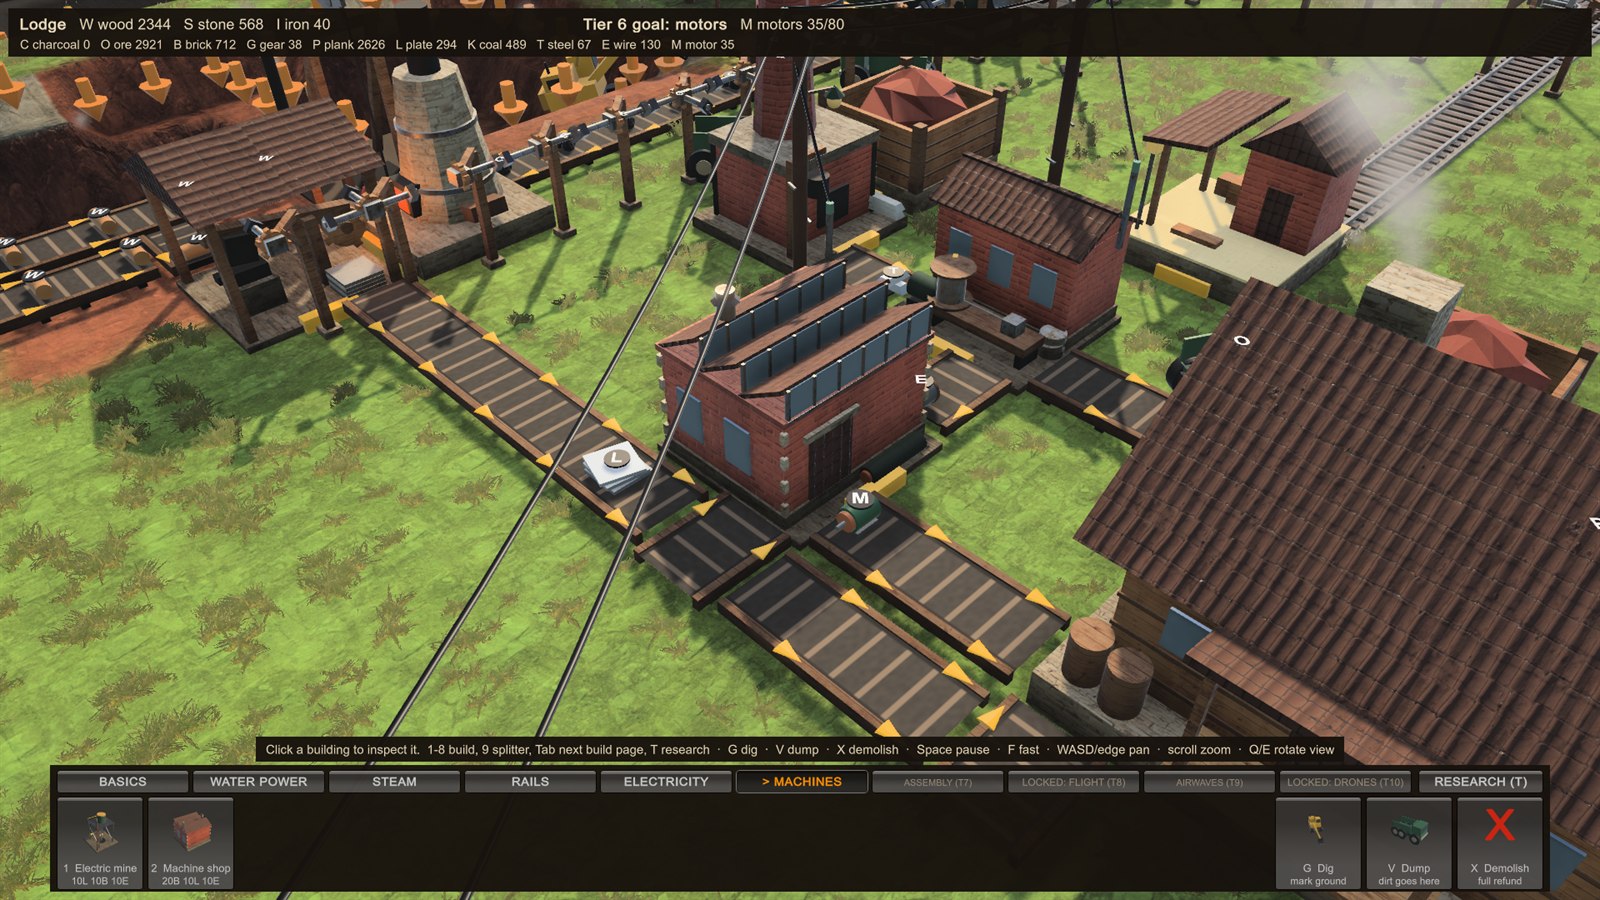 Lodge W wood 2344 S stone 568 I iron 40
Tier 6 goal: motors M motors 35/80
C charcoal 0 O ore 2921 B brick 712 G gear 38 P plank 2626 L plate 294 K coal 489 T steel 67 E wire 130 M motor 35
W
W
W
W
W
W
W
C
T
O
E
L
M
Click a building to inspect it. 1-8 build, 9 splitter, Tab next build page, T research · G dig · V dump · X demolish · Space pause · F fast · WASD/edge pan · scroll zoom · Q/E rotate view
BASICS
WATER POWER
STEAM
RAILS
ELECTRICITY
> MACHINES
ASSEMBLY (T7)
LOCKED: FLIGHT (T8)
AIRWAYS (T9)
LOCKED: DRONES (T10)
RESEARCH (T)
1 Electric mine
10L 10B 10E
2 Machine shop
20B 10L 10E
G Dig
mark ground
V Dump
dirt goes here
X Demolish
full refund